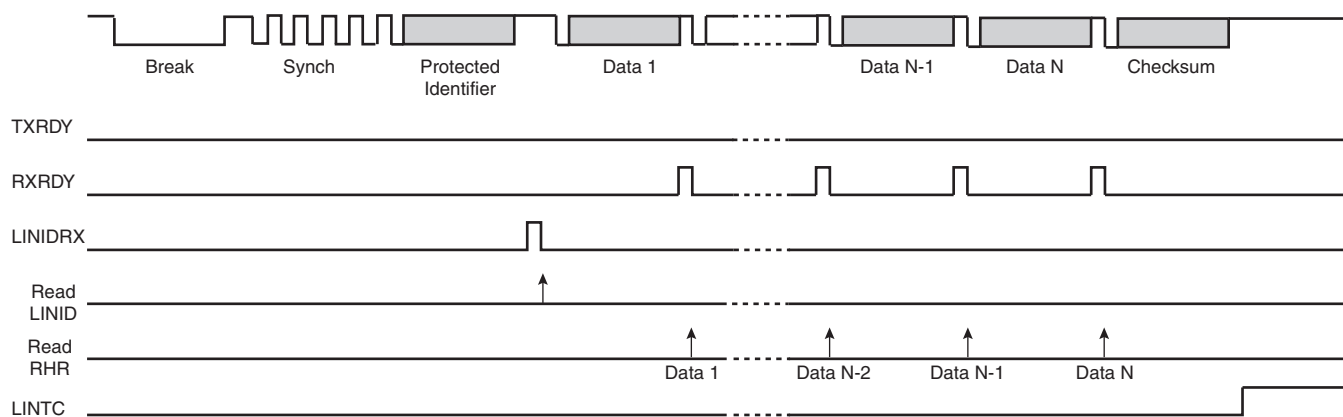 Break Synch Protected Data 1 Data N-1 Data N Checksum
Identifier
TXRDY
RXRDY
LINIDRX
Read
LINID
Read
RHR
Data 1 Data N-2 Data N-1 Data N
LINTC